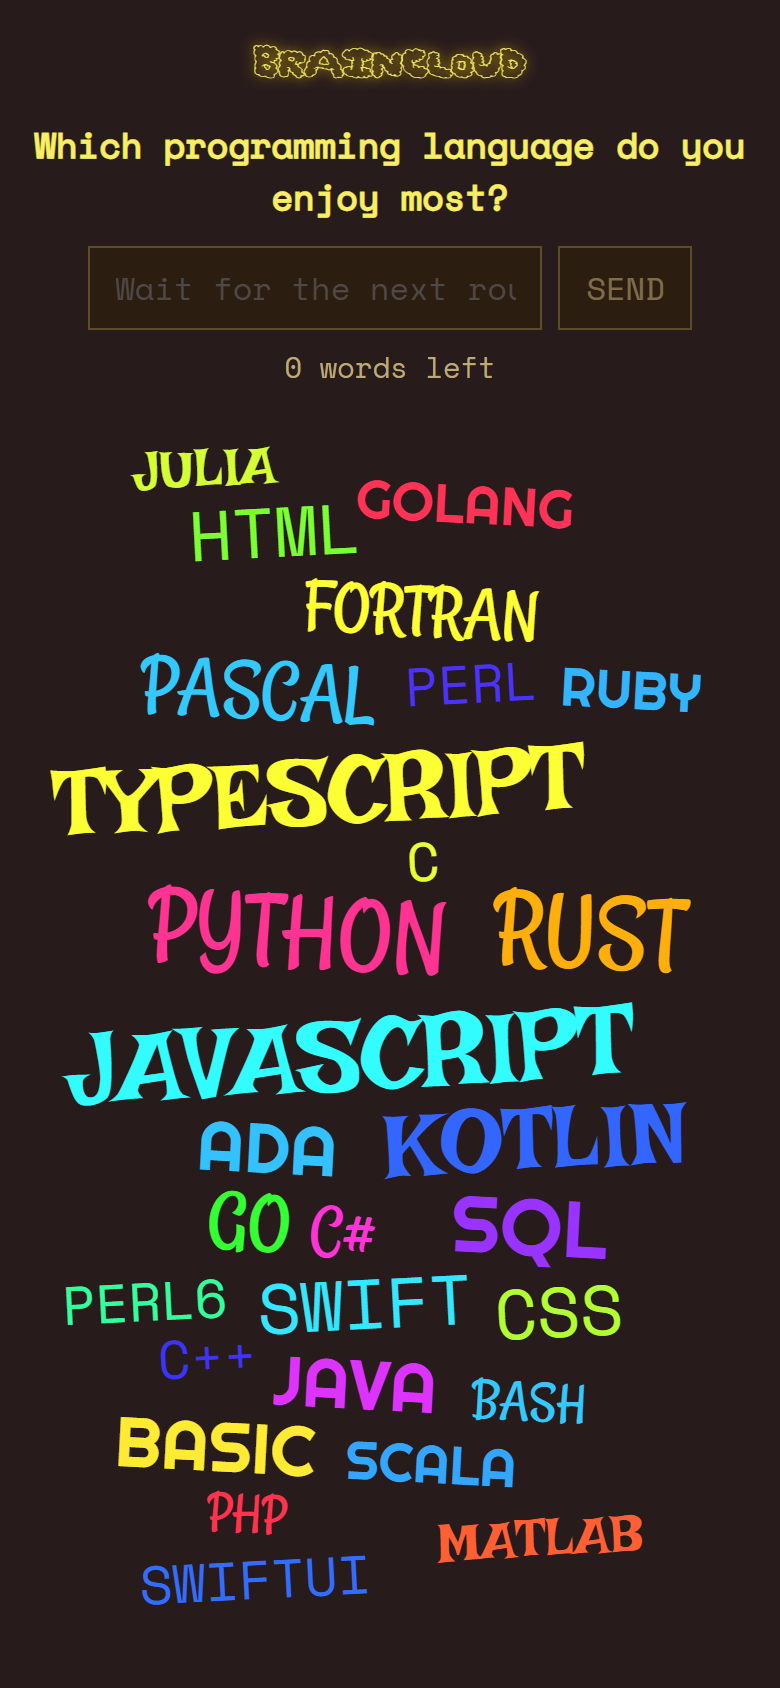 BRAINCLOUD
Which programming language do you
enjoy most?
Wait for the next rou
SEND
0 words left
JULIA
GOLANG
HTML
FORTRAN
PASCAL PERL RUBY
TYPESCRIPT
C
PYTHON RUST
JAVASCRIPT
ADA KOTLIN
GO C# SQL
PERL6 SWIFT CSS
C++ JAVA BASH
BASIC SCALA
PHP
MATLAB
SWIFTUI